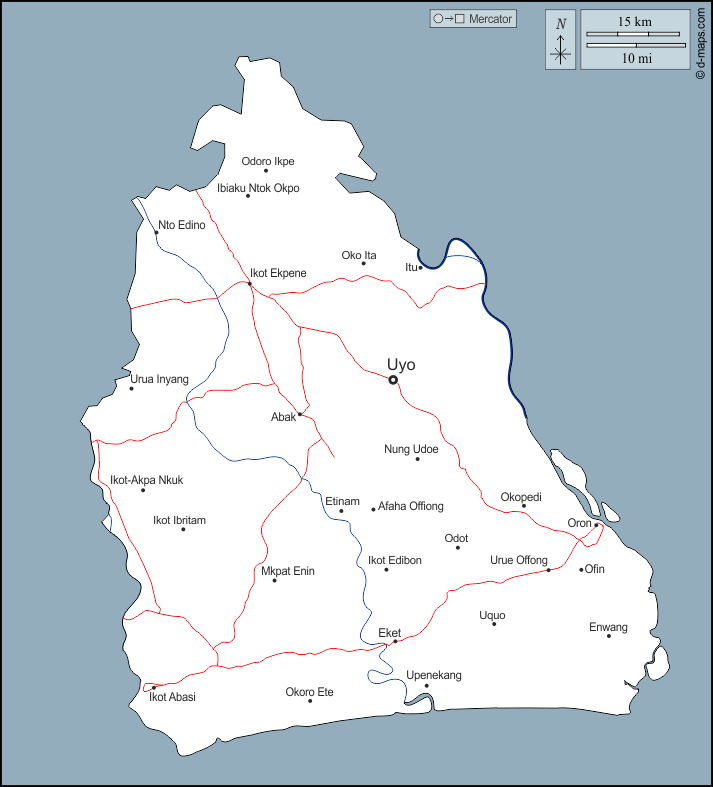 Mercator
N
15 km
10 mi
© d-maps.com
Odoro Ikpe
Ibiaku Ntok Okpo
Nto Edino
Oko Ita
Itu
Ikot Ekpene
Uyo
Urua Inyang
Abak
Nung Udoe
Ikot-Akpa Nkuk
Etinam
Afaha Offiong
Okopedi
Ikot Ibritam
Oron
Odot
Ikot Edibon
Urue Offong
Ofin
Mkpat Enin
Uquo
Enwang
Eket
Upenekang
Ikot Abasi
Okoro Ete